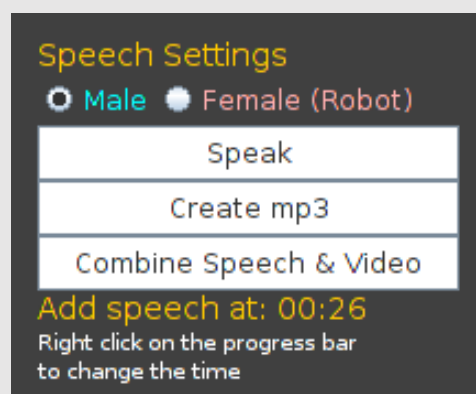 Speech Settings
Male Female (Robot)
Speak
Create mp3
Combine Speech & Video
Add speech at: 00:26
Right click on the progress bar
to change the time